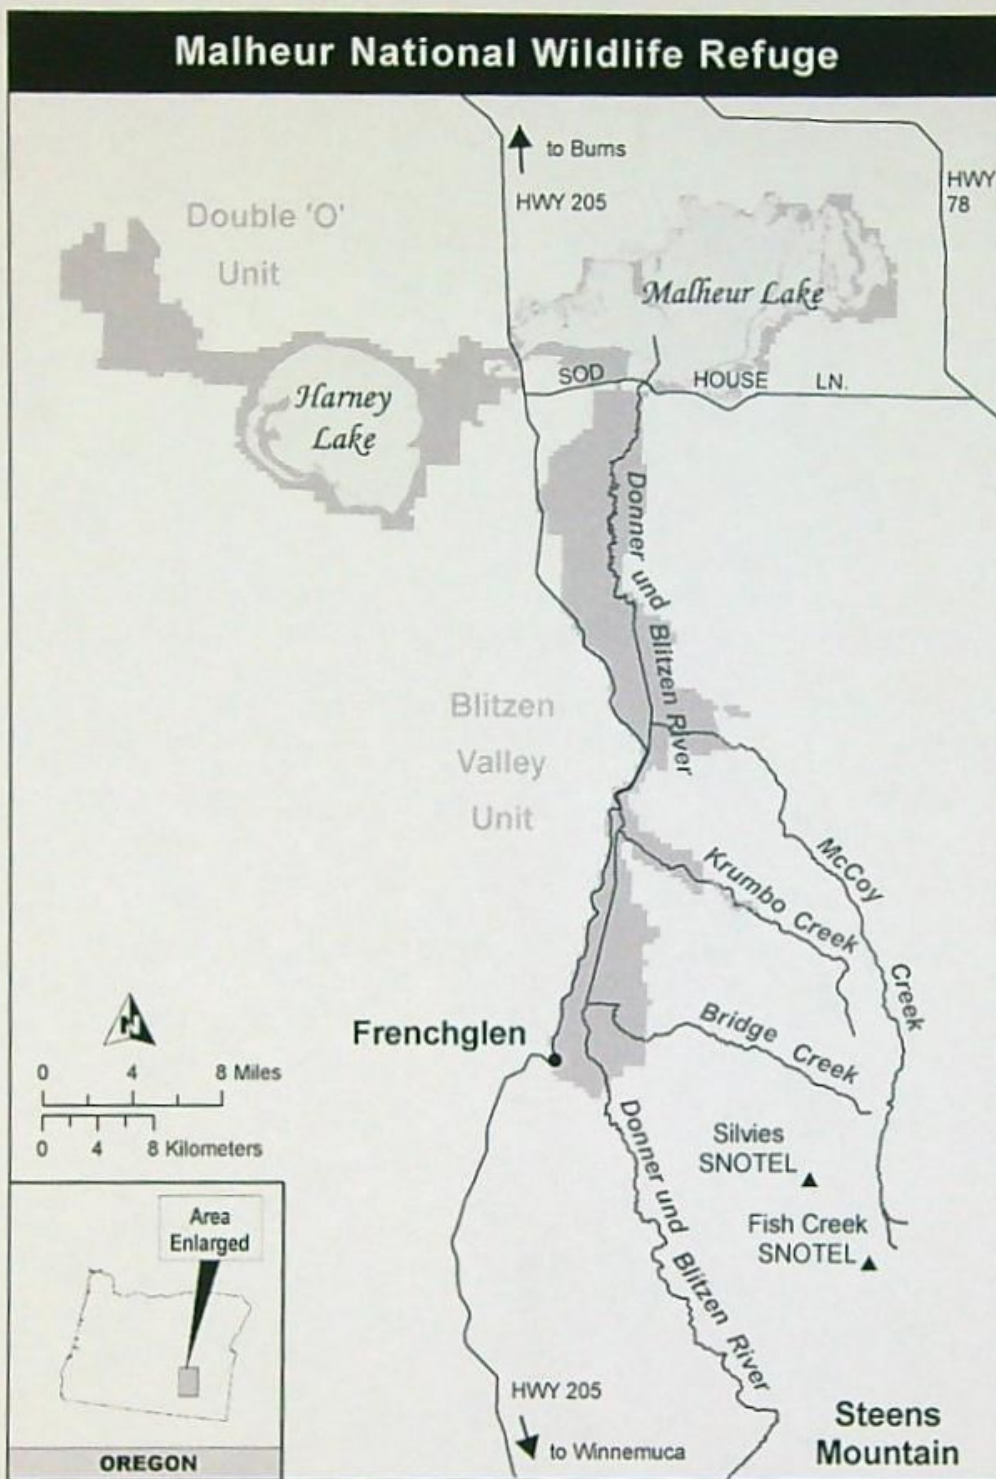 Malheur National Wildlife Refuge
to Burns
HWY 205
HWY
78
Double 'O'
Unit
Malheur Lake
SOD HOUSE LN.
Harney
Lake
Donner und Blitzen River
Blitzen
Valley
Unit
McCoy Creek
Krumbo Creek
Bridge Creek
Frenchglen
N
0 4 8 Miles
0 4 8 Kilometers
Silvies
SNOTEL
Fish Creek
SNOTEL
Donner und Blitzen River
Area
Enlarged
OREGON
HWY 205
to Winnemuca
Steens
Mountain